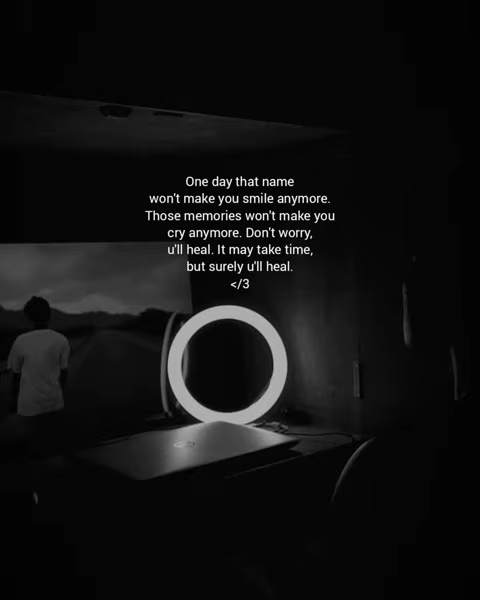 One day that name
won't make you smile anymore.
Those memories won't make you
cry anymore. Don't worry,
u'll heal. It may take time,
but surely u'll heal.
</3